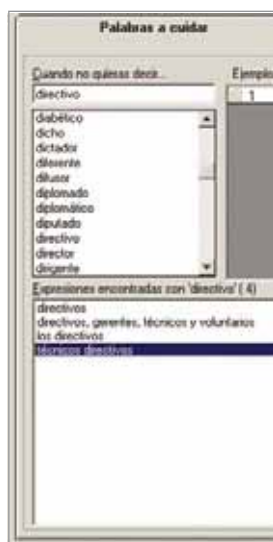 Palabras a cuidar
Cuando no quieras decir...
Ejemplo
directivo
1
diabético
dicho
dictador
diferente
difusor
diplomado
diplomático
diputado
directivo
director
dirigente
Expresiones encontradas con 'directivo' ( 4)
directivos
directivos, gerentes, técnicos y voluntarios
los directivos
técnicos directivos